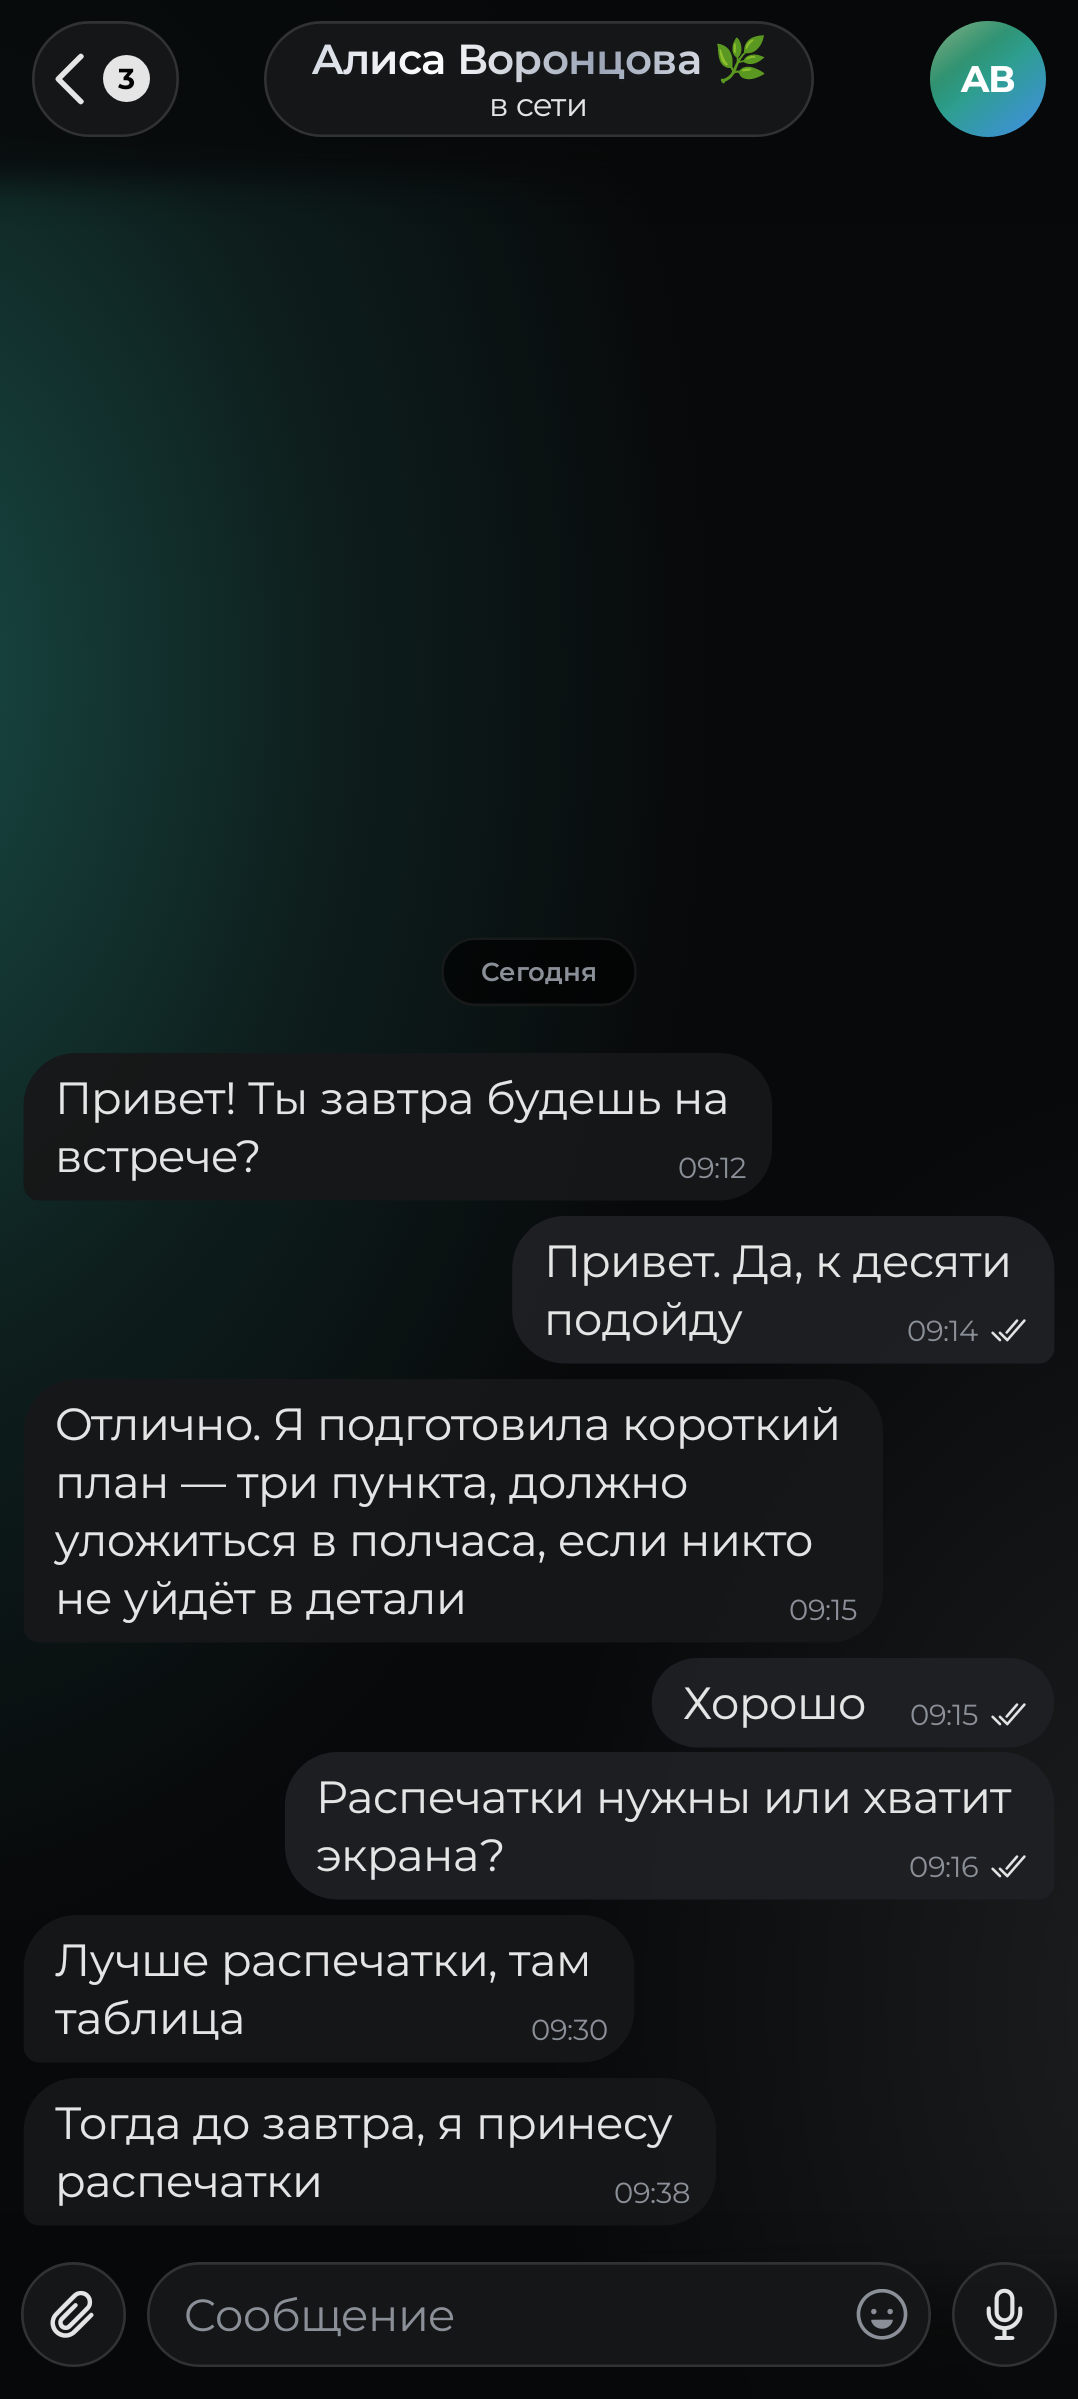 3
Алиса Воронцова 🌿
в сети
АВ
Сегодня
Привет! Ты завтра будешь на
встрече?
09:12
Привет. Да, к десяти
подойду
09:14
Отлично. Я подготовила короткий
план — три пункта, должно
уложиться в полчаса, если никто
не уйдёт в детали
09:15
Хорошо
09:15
Распечатки нужны или хватит
экрана?
09:16
Лучше распечатки, там
таблица
09:30
Тогда до завтра, я принесу
распечатки
09:38
Сообщение